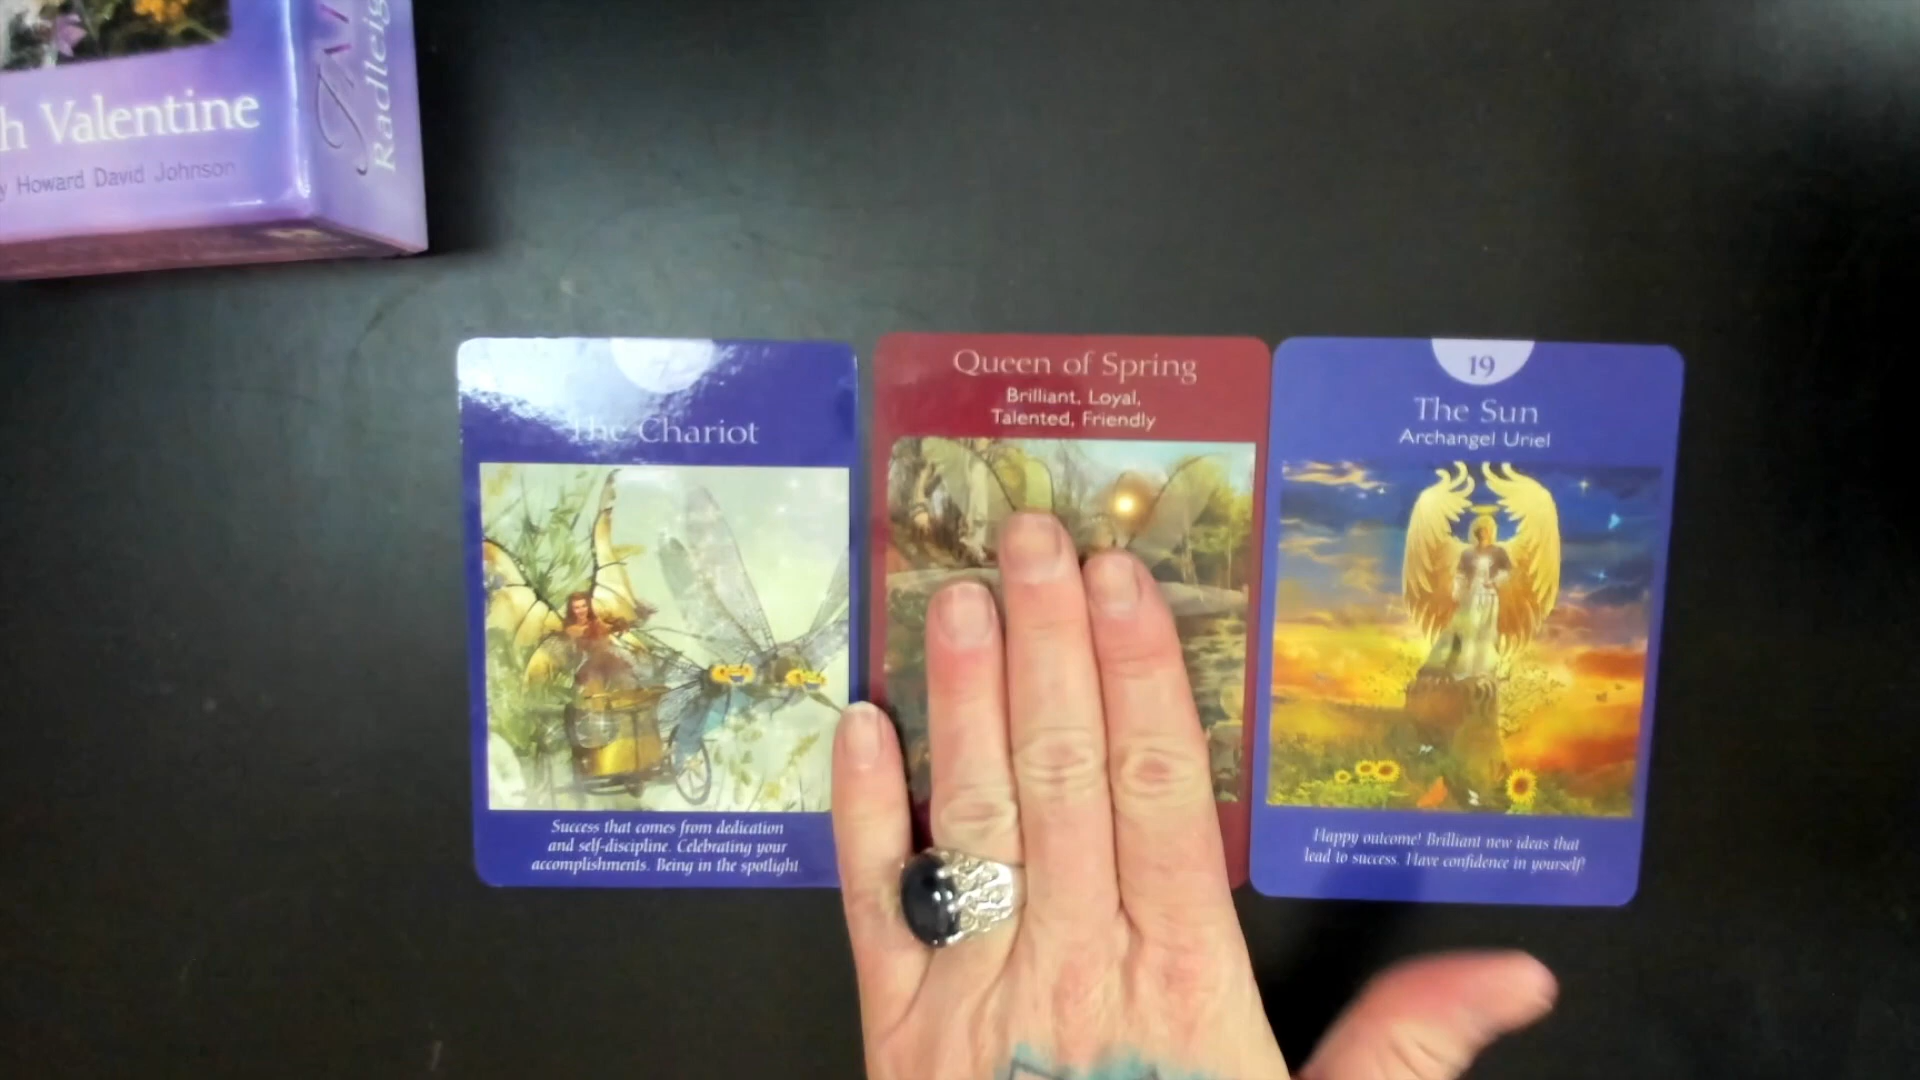 h Valentine
y Howard David Johnson
Radleig
The Chariot
Success that comes from dedication
and self-discipline. Celebrating your
accomplishments. Being in the spotlight.
Queen of Spring
Brilliant, Loyal,
Talented, Friendly
19
The Sun
Archangel Uriel
Happy outcome! Brilliant new ideas that
lead to success. Have confidence in yourself!